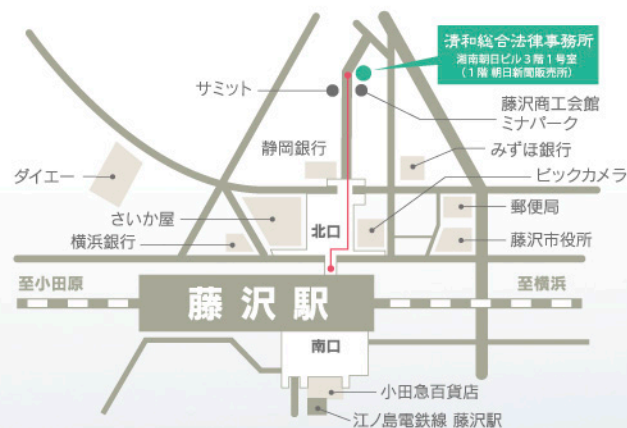 清和総合法律事務所
湘南朝日ビル3階1号室
（1階 朝日新聞販売所）
サミット
藤沢商工会館
ミナパーク
静岡銀行
みずほ銀行
ダイエー
ビックカメラ
さいか屋
郵便局
北口
横浜銀行
藤沢市役所
至小田原
至横浜
藤沢駅
南口
小田急百貨店
江ノ島電鉄線 藤沢駅